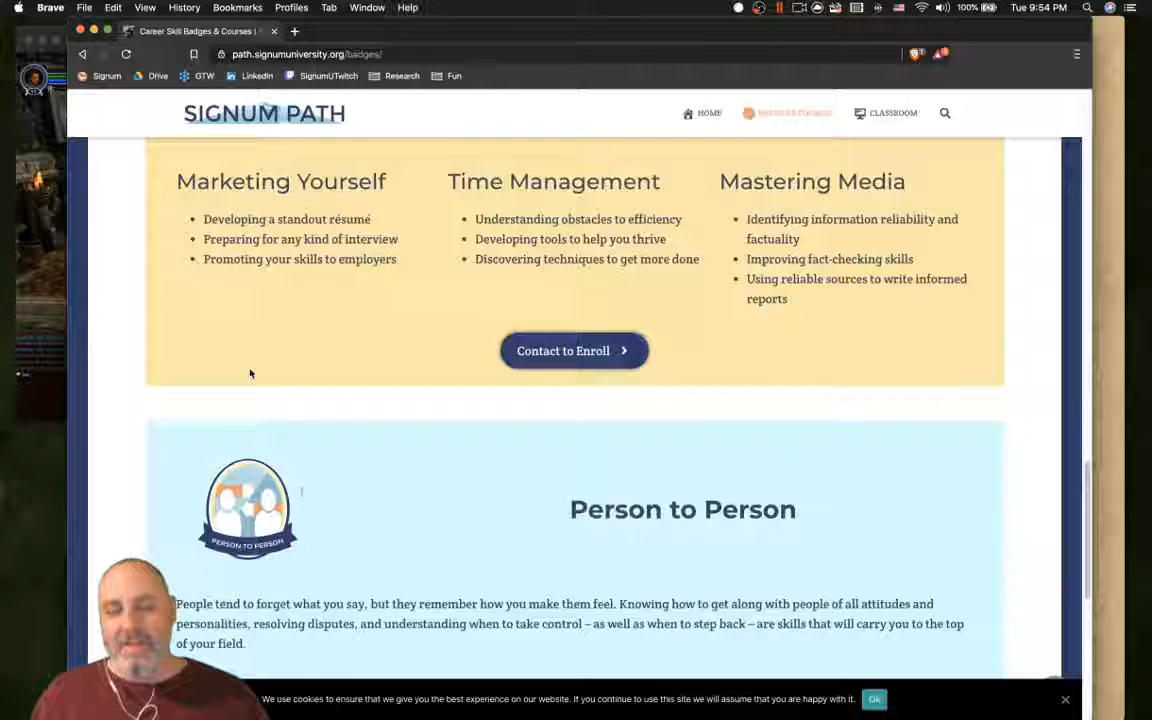 Brave File Edit View History Bookmarks Profiles Tab Window Help 100% Tue 9:54 PM
Career Skill Badges & Courses |
path.signumuniversity.org/badges/
Signum Drive GTW LinkedIn SignumUTwitch Research Fun
SIGNUM PATH HOME BADGES & COURSES CLASSROOM
Marketing Yourself Time Management Mastering Media
Developing a standout résumé Understanding obstacles to efficiency Identifying information reliability and
Preparing for any kind of interview Developing tools to help you thrive factuality
Promoting your skills to employers Discovering techniques to get more done Improving fact-checking skills
Using reliable sources to write informed
reports
Contact to Enroll
Person to Person
PERSON TO PERSON
People tend to forget what you say, but they remember how you make them feel. Knowing how to get along with people of all attitudes and
personalities, resolving disputes, and understanding when to take control – as well as when to step back – are skills that will carry you to the top
of your field.
We use cookies to ensure that we give you the best experience on our website. If you continue to use this site we will assume that you are happy with it. Ok